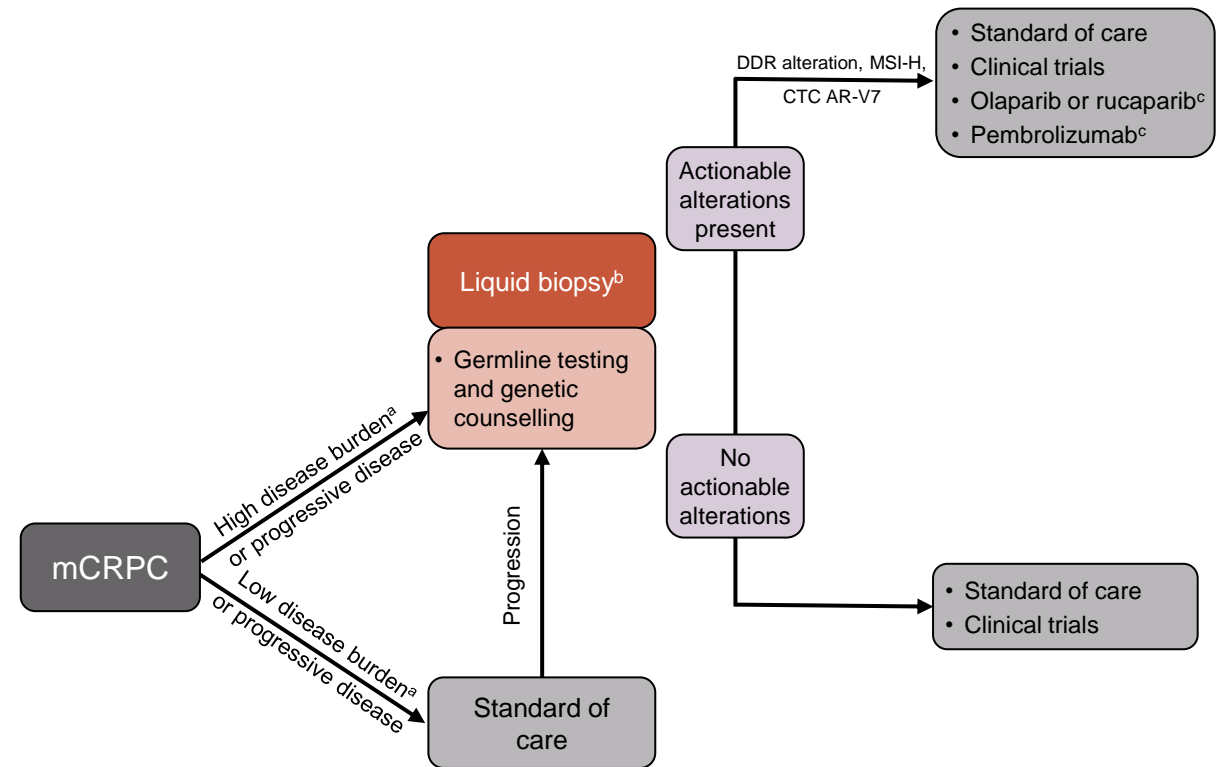 mCRPC
High disease burdenᵃ
or progressive disease
Low disease burdenᵃ
or progressive disease
Liquid biopsyᵇ
• Germline testing
and genetic
counselling
Progression
Standard of
care
Actionable
alterations
present
No
actionable
alterations
DDR alteration, MSI-H,
CTC AR-V7
• Standard of care
• Clinical trials
• Olaparib or rucaparibᶜ
• Pembrolizumabᶜ
• Standard of care
• Clinical trials